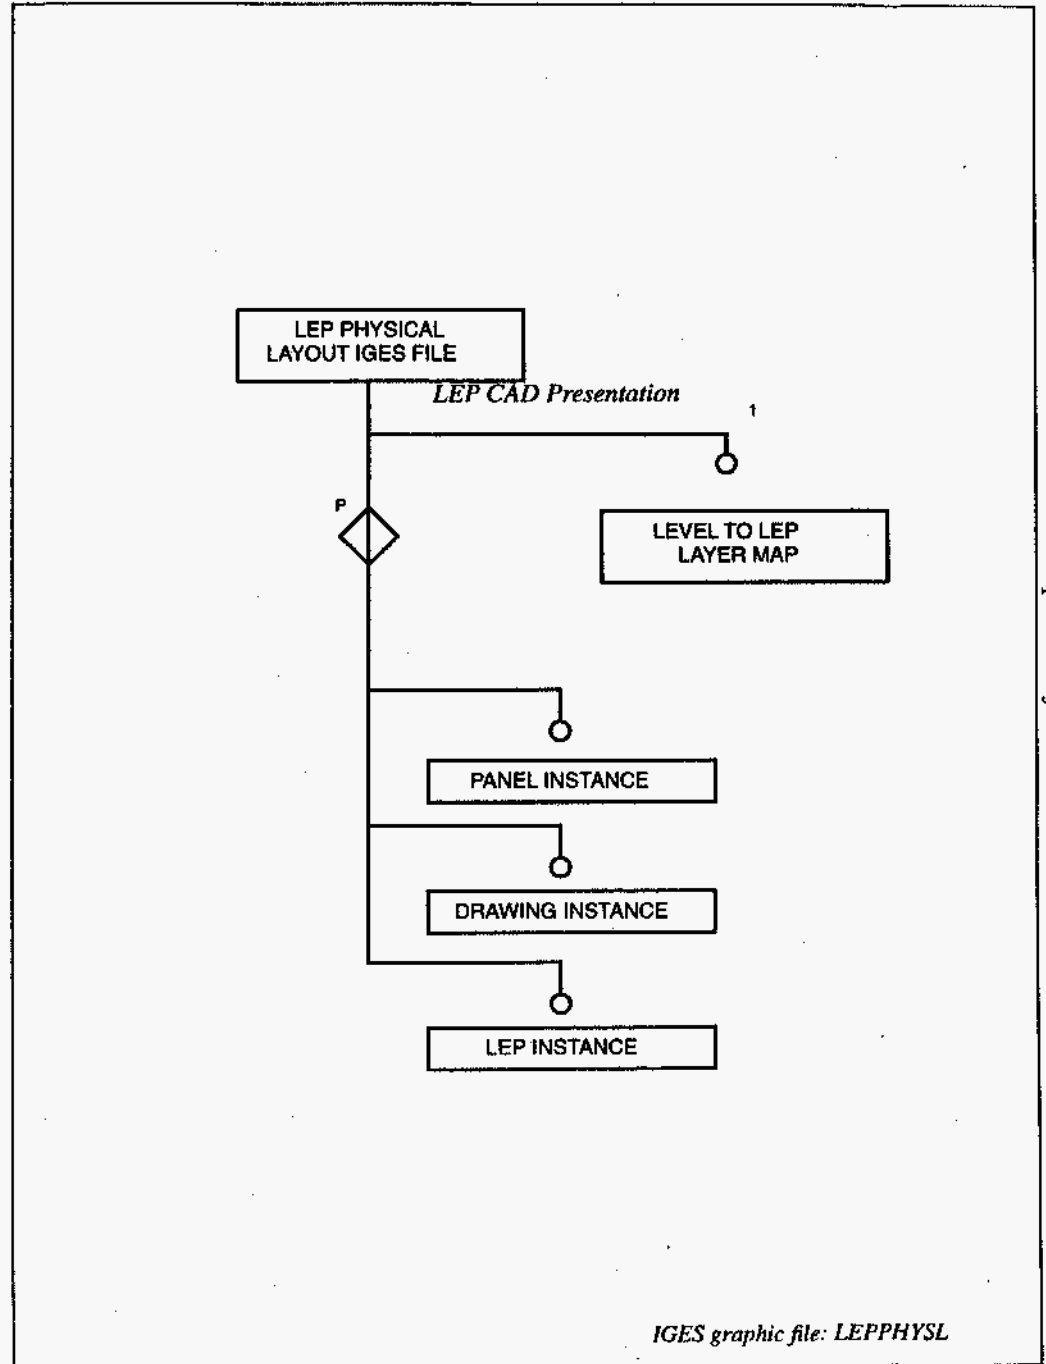 LEP PHYSICAL
LAYOUT IGES FILE
LEP CAD Presentation
1
P
LEVEL TO LEP
LAYER MAP
PANEL INSTANCE
DRAWING INSTANCE
LEP INSTANCE
IGES graphic file: LEPPHYSL